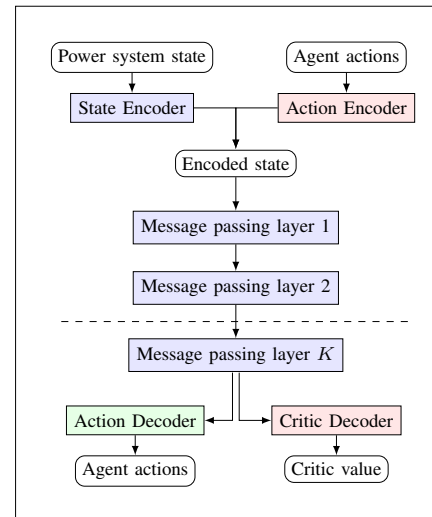 Power system state
Agent actions
State Encoder
Action Encoder
Encoded state
Message passing layer 1
Message passing layer 2
Message passing layer K
Action Decoder
Critic Decoder
Agent actions
Critic value